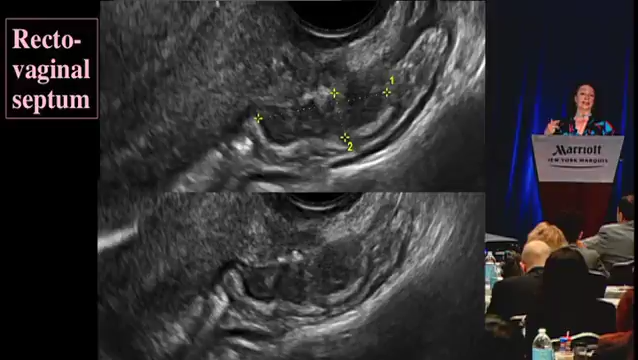 Recto-
vaginal
septum
1
2
Marriott
NEW YORK MARQUIS